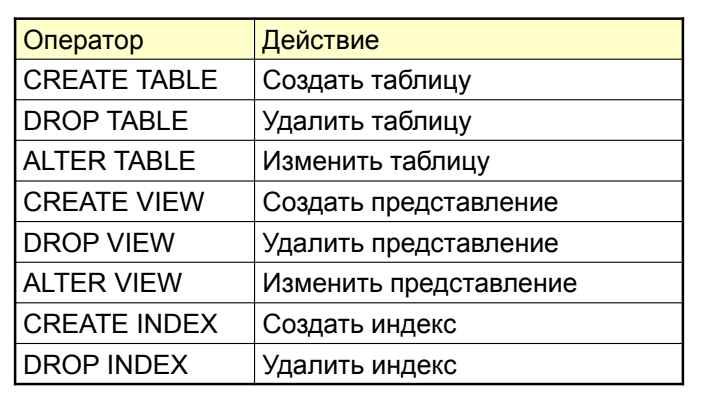 Оператор Действие
CREATE TABLE Создать таблицу
DROP TABLE Удалить таблицу
ALTER TABLE Изменить таблицу
CREATE VIEW Создать представление
DROP VIEW Удалить представление
ALTER VIEW Изменить представление
CREATE INDEX Создать индекс
DROP INDEX Удалить индекс